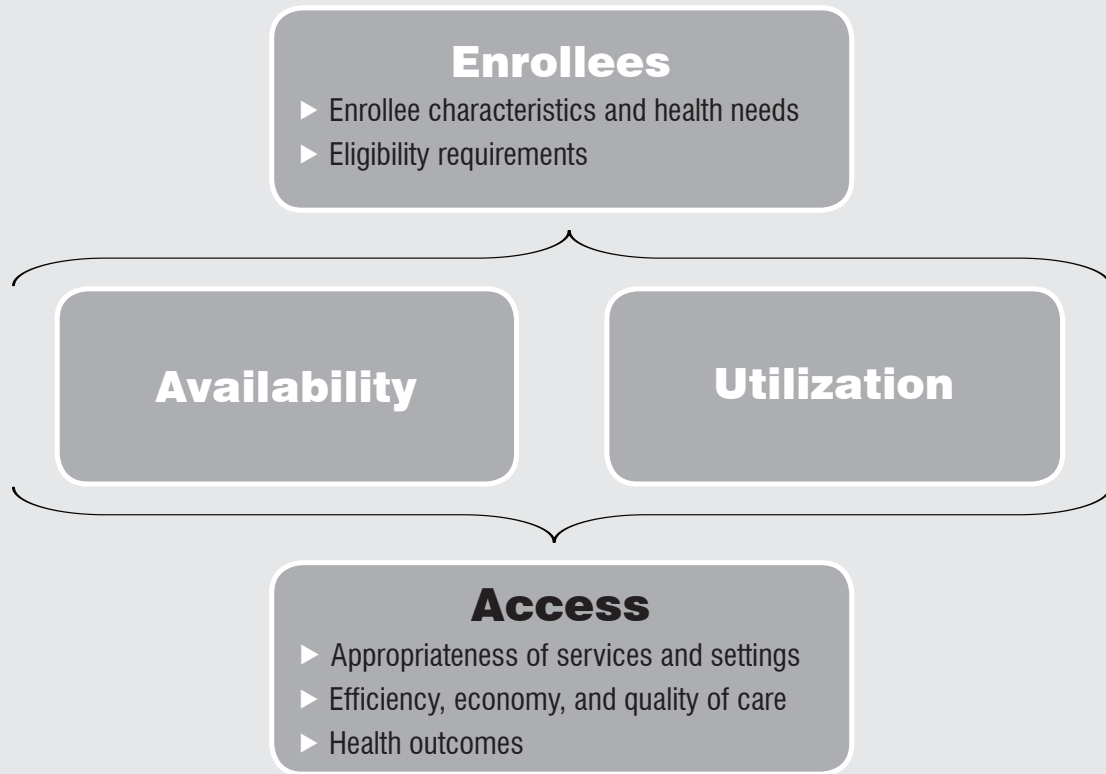 Enrollees
▶ Enrollee characteristics and health needs
▶ Eligibility requirements
Availability
Utilization
Access
▶ Appropriateness of services and settings
▶ Efficiency, economy, and quality of care
▶ Health outcomes